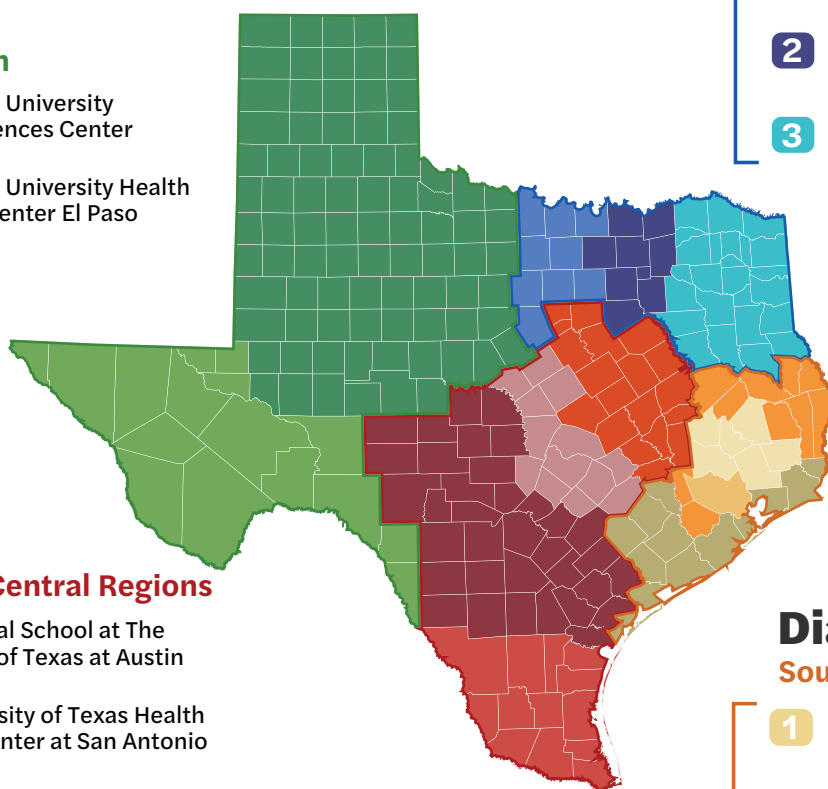 n
University
ences Center
University Health
enter El Paso
2
3
Central Regions
al School at The
of Texas at Austin
sity of Texas Health
nter at San Antonio
Dia
Sou
1